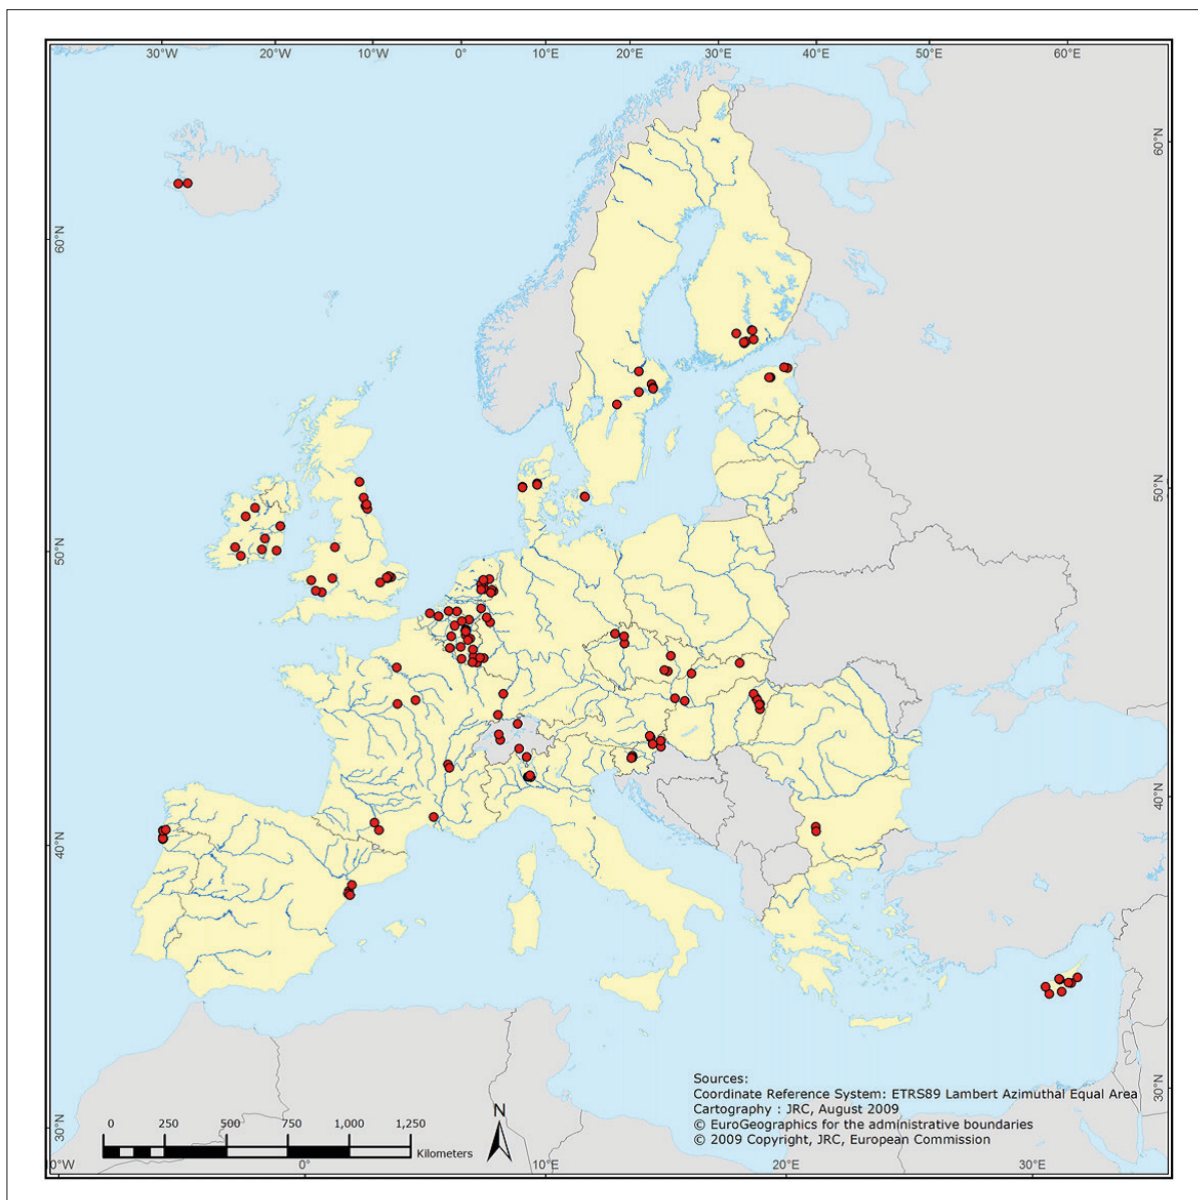 30°W 20°W 10°W 0° 10°E 20°E 30°E 40°E 50°E 60°E
60°N
60°N
50°N
50°N
40°N
40°N
30°N
30°N
Sources:
Coordinate Reference System: ETRS89 Lambert Azimuthal Equal Area
Cartography : JRC, August 2009
© EuroGeographics for the administrative boundaries
© 2009 Copyright, JRC, European Commission
N
0 250 500 750 1,000 1,250
Kilometers
0°W 0° 10°E 20°E 30°E